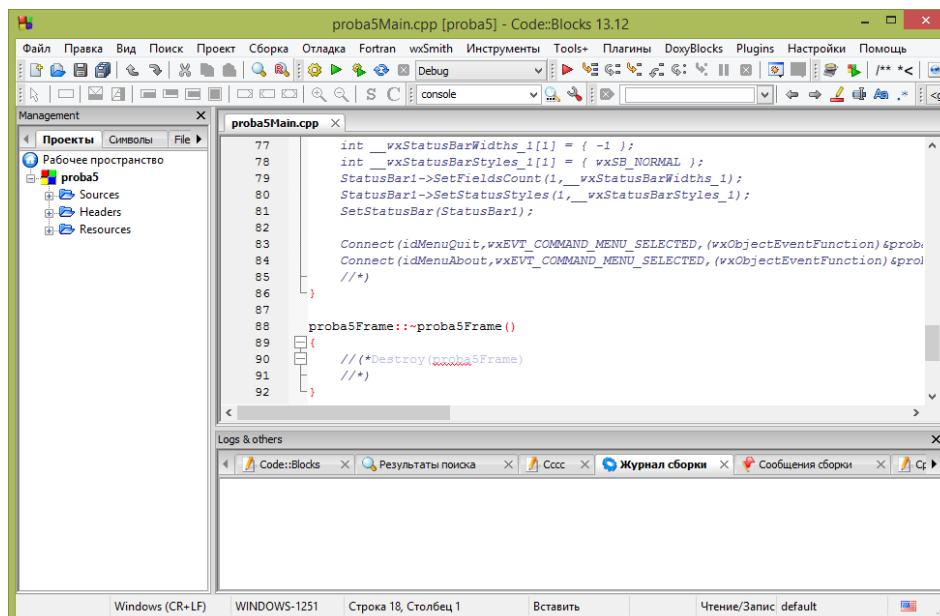 proba5Main.cpp [proba5] - Code::Blocks 13.12
Файл Правка Вид Поиск Проект Сборка Отладка Fortran wxSmith Инструменты Tools+ Плагины DoxyBlocks Plugins Настройки Помощь
Debug /** *<
S C console
Management
Проекты Символы File
Рабочее пространство
proba5
Sources
Headers
Resources
proba5Main.cpp
77 int __wxStatusBarWidths_1[1] = { -1 };
78 int __wxStatusBarStyles_1[1] = { wxSB_NORMAL };
79 StatusBar1->SetFieldsCount(1,__wxStatusBarWidths_1);
80 StatusBar1->SetStatusStyles(1,__wxStatusBarStyles_1);
81 SetStatusBar(StatusBar1);
82
83 Connect(idMenuQuit,wxEVT_COMMAND_MENU_SELECTED,(wxObjectEventFunction)&prob
84 Connect(idMenuAbout,wxEVT_COMMAND_MENU_SELECTED,(wxObjectEventFunction)&pro
85 //*)
86 }
87
88 proba5Frame::~proba5Frame()
89 {
90 //(*Destroy(proba5Frame)
91 //*)
92 }
Logs & others
Code::Blocks Результаты поиска Cccc Журнал сборки Сообщения сборки
Windows (CR+LF) WINDOWS-1251 Строка 18, Столбец 1 Вставить Чтение/Запис default